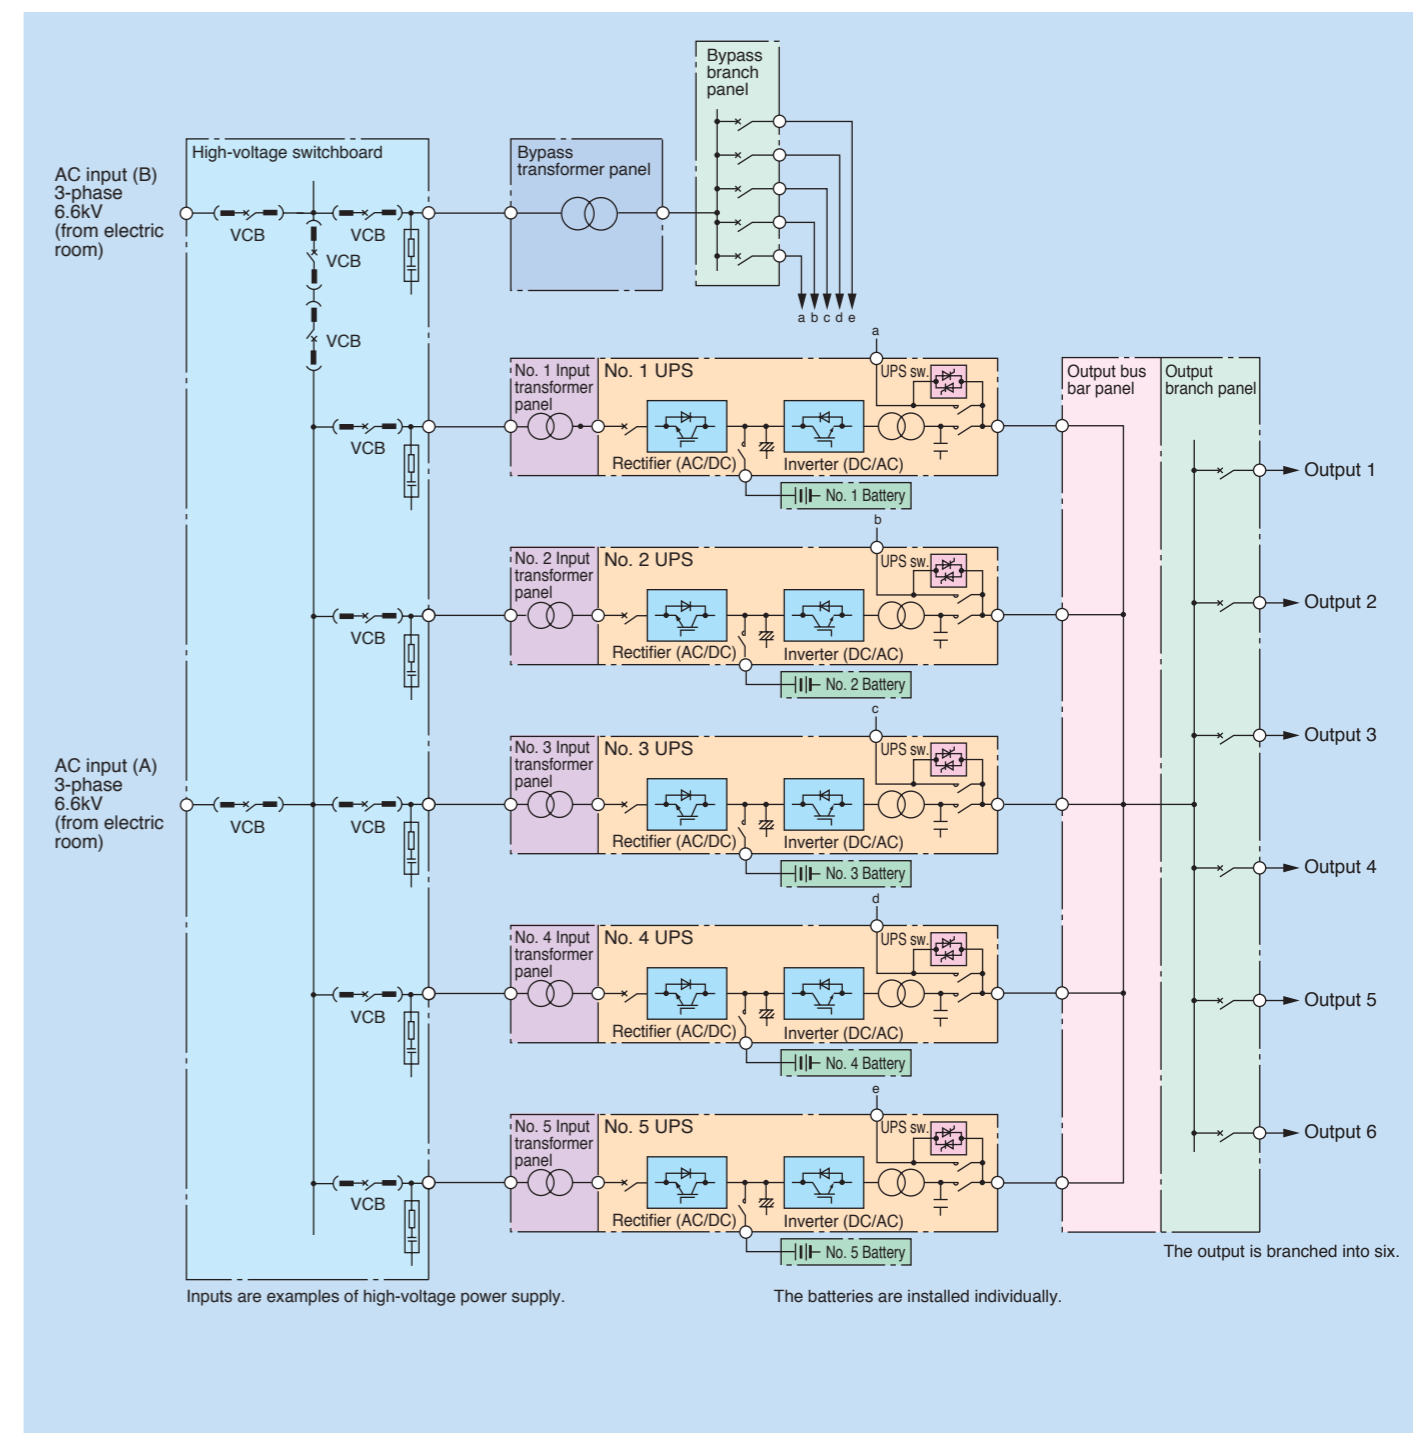 Bypass
branch
panel
High-voltage switchboard
Bypass
transformer panel
AC input (B)
3-phase
6.6kV
(from electric
room)
VCB
VCB
VCB
VCB
a b c d e
a
No. 1 Input
transformer
panel
No. 1 UPS
UPS sw.
Output bus
bar panel
Output
branch panel
VCB
Rectifier (AC/DC)
Inverter (DC/AC)
Output 1
No. 1 Battery
b
No. 2 Input
transformer
panel
No. 2 UPS
UPS sw.
Output 2
VCB
Rectifier (AC/DC)
Inverter (DC/AC)
No. 2 Battery
c
No. 3 Input
transformer
panel
No. 3 UPS
UPS sw.
Output 3
AC input (A)
3-phase
6.6kV
(from electric
room)
VCB
VCB
Rectifier (AC/DC)
Inverter (DC/AC)
No. 3 Battery
Output 4
d
No. 4 Input
transformer
panel
No. 4 UPS
UPS sw.
Output 5
VCB
Rectifier (AC/DC)
Inverter (DC/AC)
No. 4 Battery
e
No. 5 Input
transformer
panel
No. 5 UPS
UPS sw.
Output 6
VCB
Rectifier (AC/DC)
Inverter (DC/AC)
No. 5 Battery
The output is branched into six.
Inputs are examples of high-voltage power supply.
The batteries are installed individually.